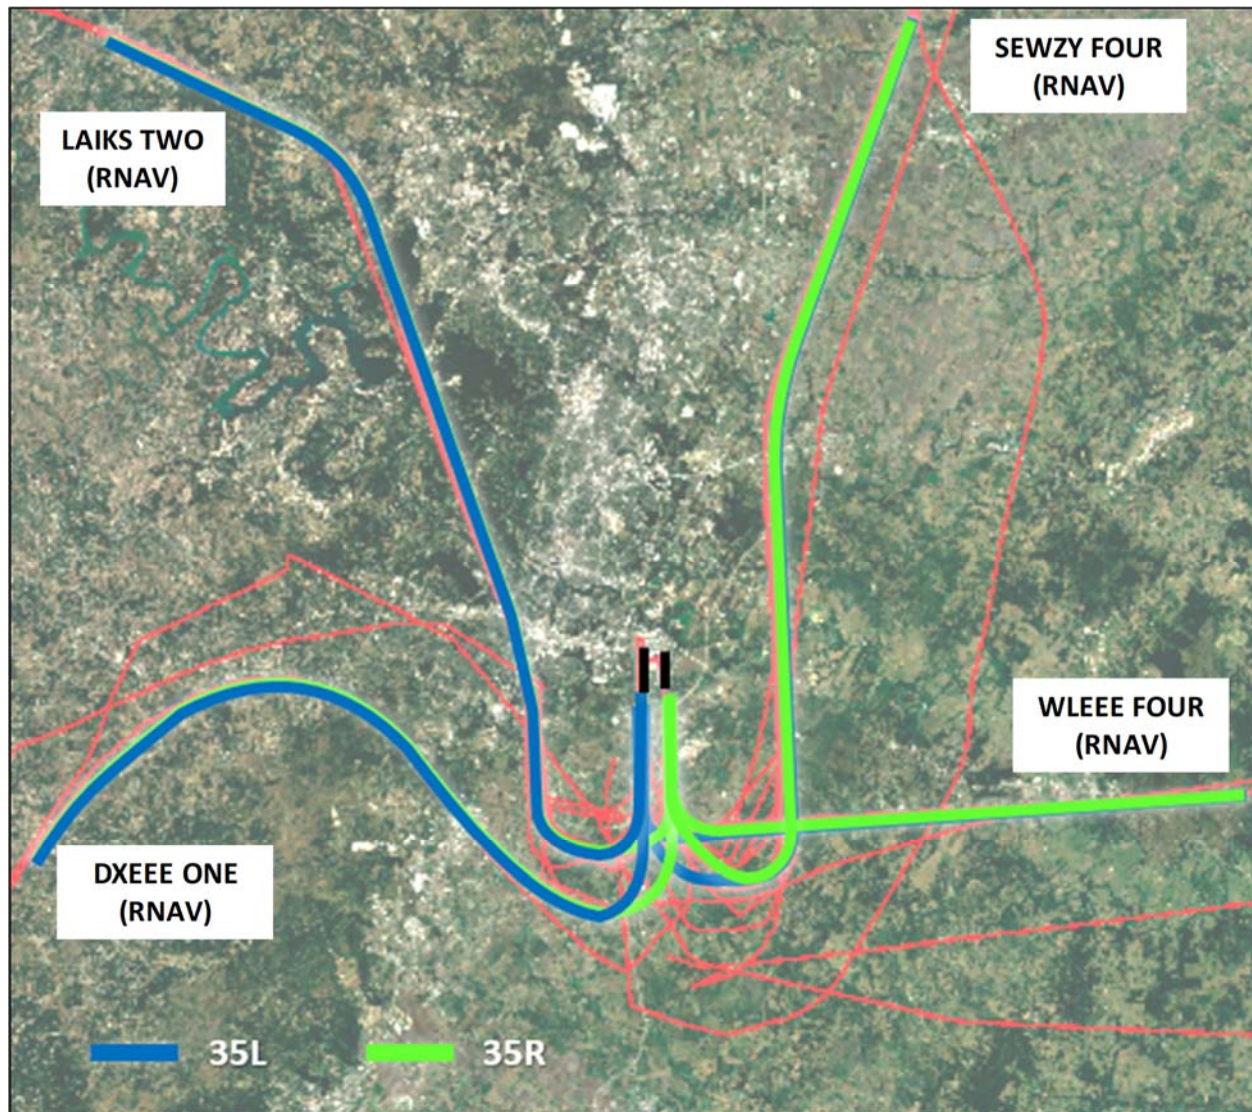 SEWZY FOUR
(RNAV)
LAIKS TWO
(RNAV)
WLEEE FOUR
(RNAV)
DXEEE ONE
(RNAV)
35L
35R